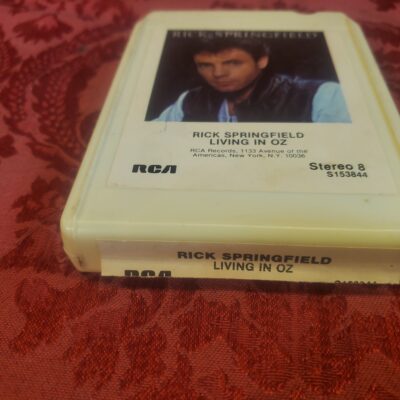 RICK SPRINGFIELD
RICK SPRINGFIELD
LIVING IN OZ
RCA Records, 1133 Avenue of the
Americas, New York, N.Y. 10036
RCA
Stereo 8
S153844
RICK SPRINGFIELD
LIVING IN OZ
RCA
S153844